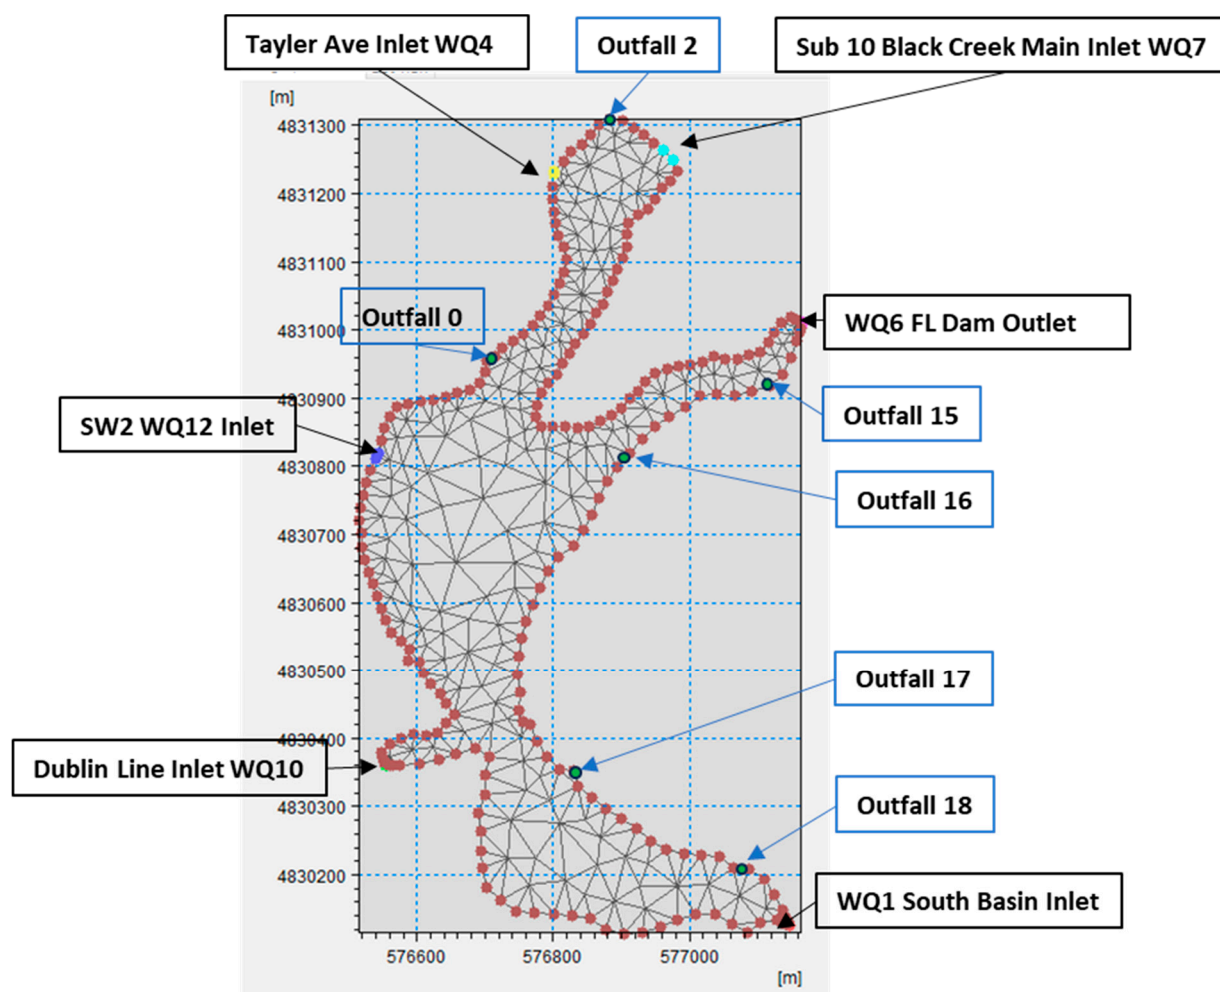 Tayler Ave Inlet WQ4
Outfall 2
Sub 10 Black Creek Main Inlet WQ7
[m]
4831300
4831200
4831100
Outfall 0
4831000
WQ6 FL Dam Outlet
4830900
Outfall 15
SW2 WQ12 Inlet
4830800
Outfall 16
4830700
4830600
4830500
Outfall 17
4830400
Dublin Line Inlet WQ10
4830300
Outfall 18
4830200
WQ1 South Basin Inlet
576600 576800 577000
[m]